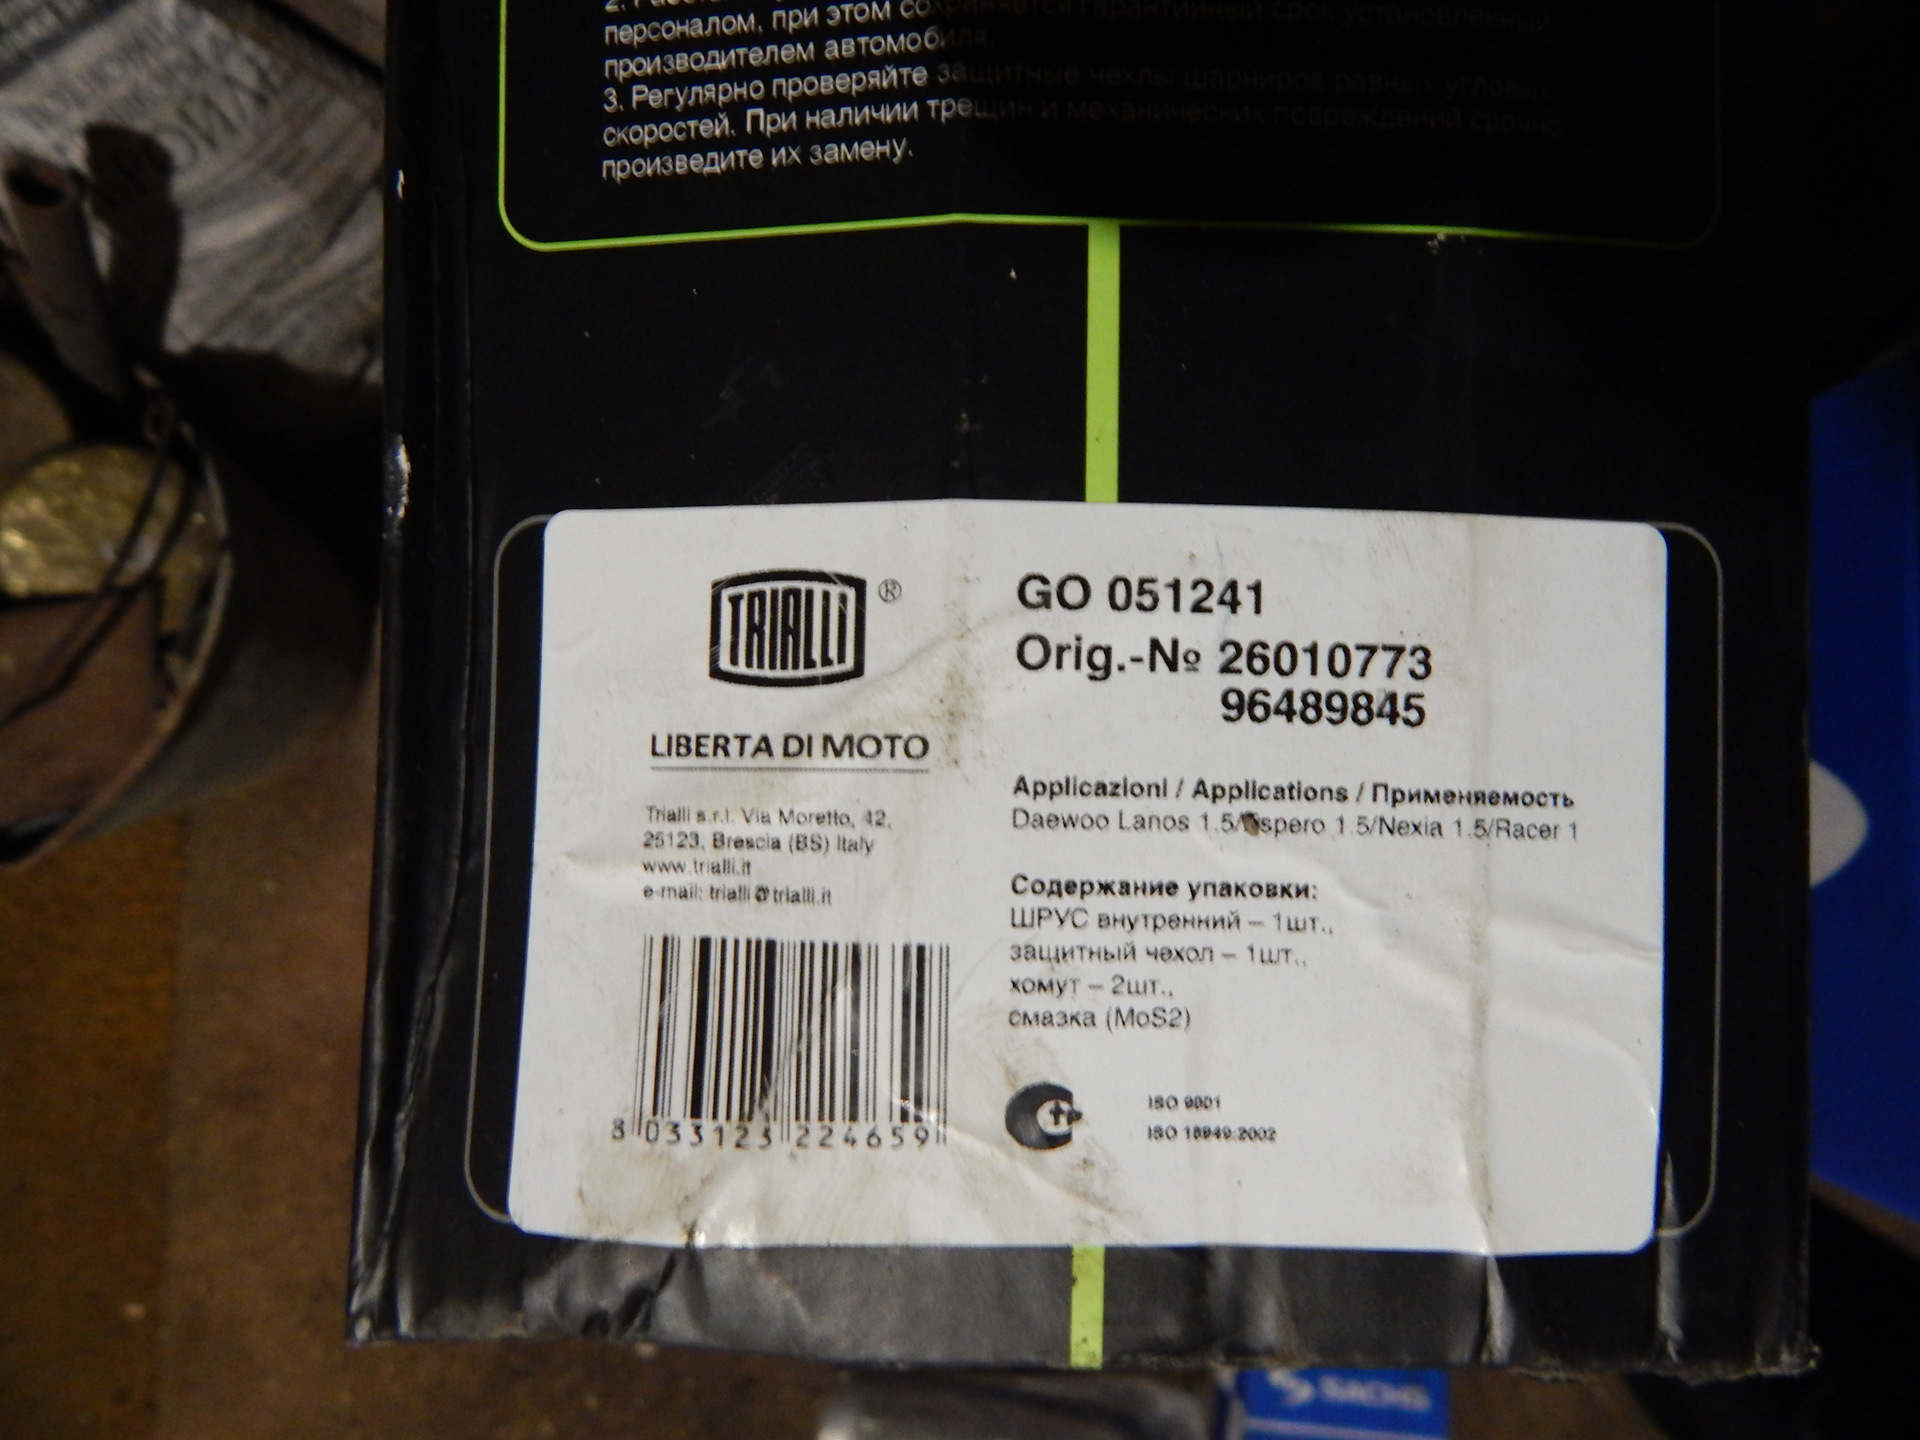 персоналом, при этом сохраняется гарантийный срок установленный
производителем автомобиля.
3. Регулярно проверяйте защитные чехлы шарниров равных угловых
скоростей. При наличии трещин и механических повреждений срочно
произведите их замену.
TRIALLI ®
LIBERTA DI MOTO
Trialli s.r.l. Via Moretto, 42,
25123, Brescia (BS) Italy
www.trialli.it
e-mail: trialli@trialli.it
8 033123 224659
GO 051241
Orig.-№ 26010773
96489845
Applicazioni / Applications / Применяемость
Daewoo Lanos 1.5/Espero 1.5/Nexia 1.5/Racer 1
Содержание упаковки:
ШРУС внутренний – 1шт.,
защитный чехол – 1шт.,
хомут – 2шт.,
смазка (MoS2)
ISO 9001
ISO 16949:2002
SACHS